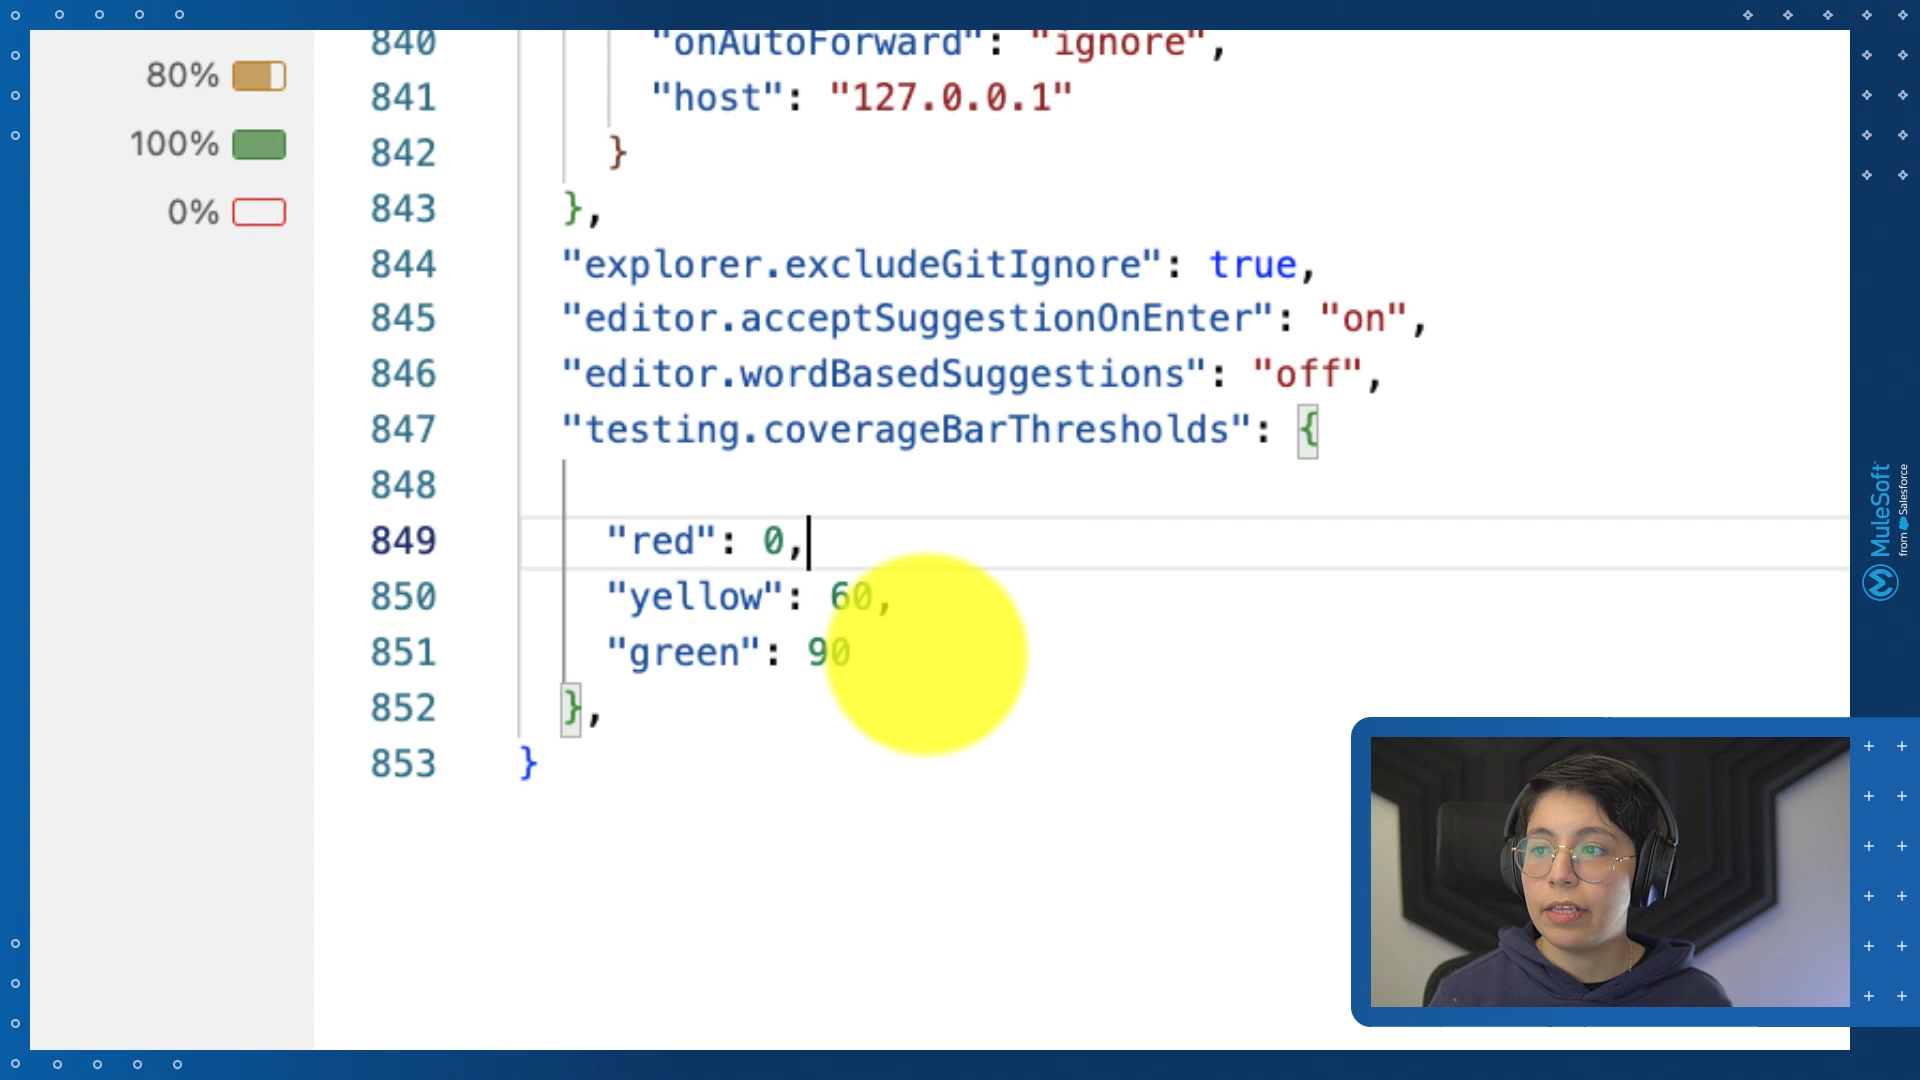 80%
100%
0%
840 "onAutoForward": "ignore",
841 "host": "127.0.0.1"
842 }
843 },
844 "explorer.excludeGitIgnore": true,
845 "editor.acceptSuggestionOnEnter": "on",
846 "editor.wordBasedSuggestions": "off",
847 "testing.coverageBarThresholds": {
848
849 "red": 0,
850 "yellow": 60,
851 "green": 90
852 },
853 }
MuleSoft
from Salesforce